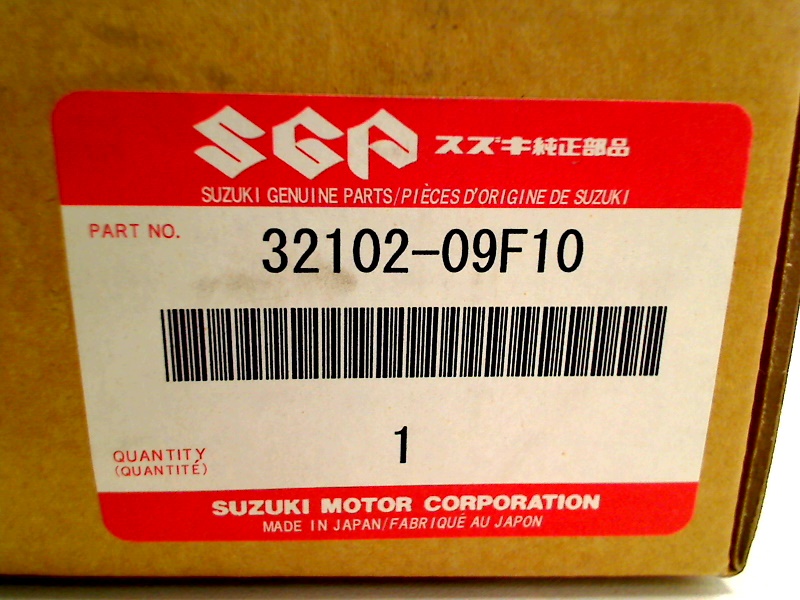 SGP スズキ純正部品
SUZUKI GENUINE PARTS/PIÈCES D'ORIGINE DE SUZUKI
PART NO.
32102-09F10
1
QUANTITY
(QUANTITÉ)
SUZUKI MOTOR CORPORATION
MADE IN JAPAN/FABRIQUÉ AU JAPON